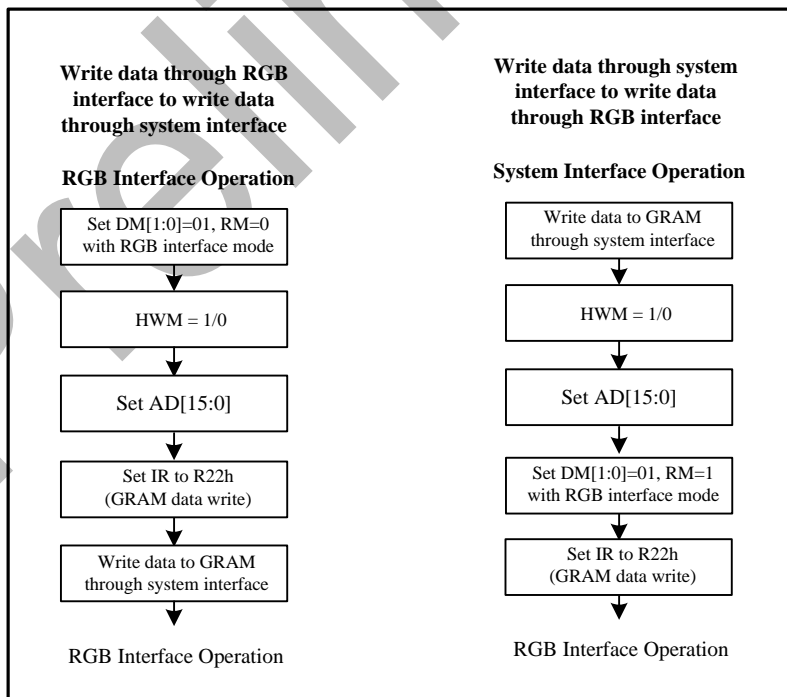 Write data through RGB
interface to write data
through system interface
RGB Interface Operation
Set DM[1:0]=01, RM=0
with RGB interface mode
HWM = 1/0
Set AD[15:0]
Set IR to R22h
(GRAM data write)
Write data to GRAM
through system interface
RGB Interface Operation
Write data through system
interface to write data
through RGB interface
System Interface Operation
Write data to GRAM
through system interface
HWM = 1/0
Set AD[15:0]
Set DM[1:0]=01, RM=1
with RGB interface mode
Set IR to R22h
(GRAM data write)
RGB Interface Operation